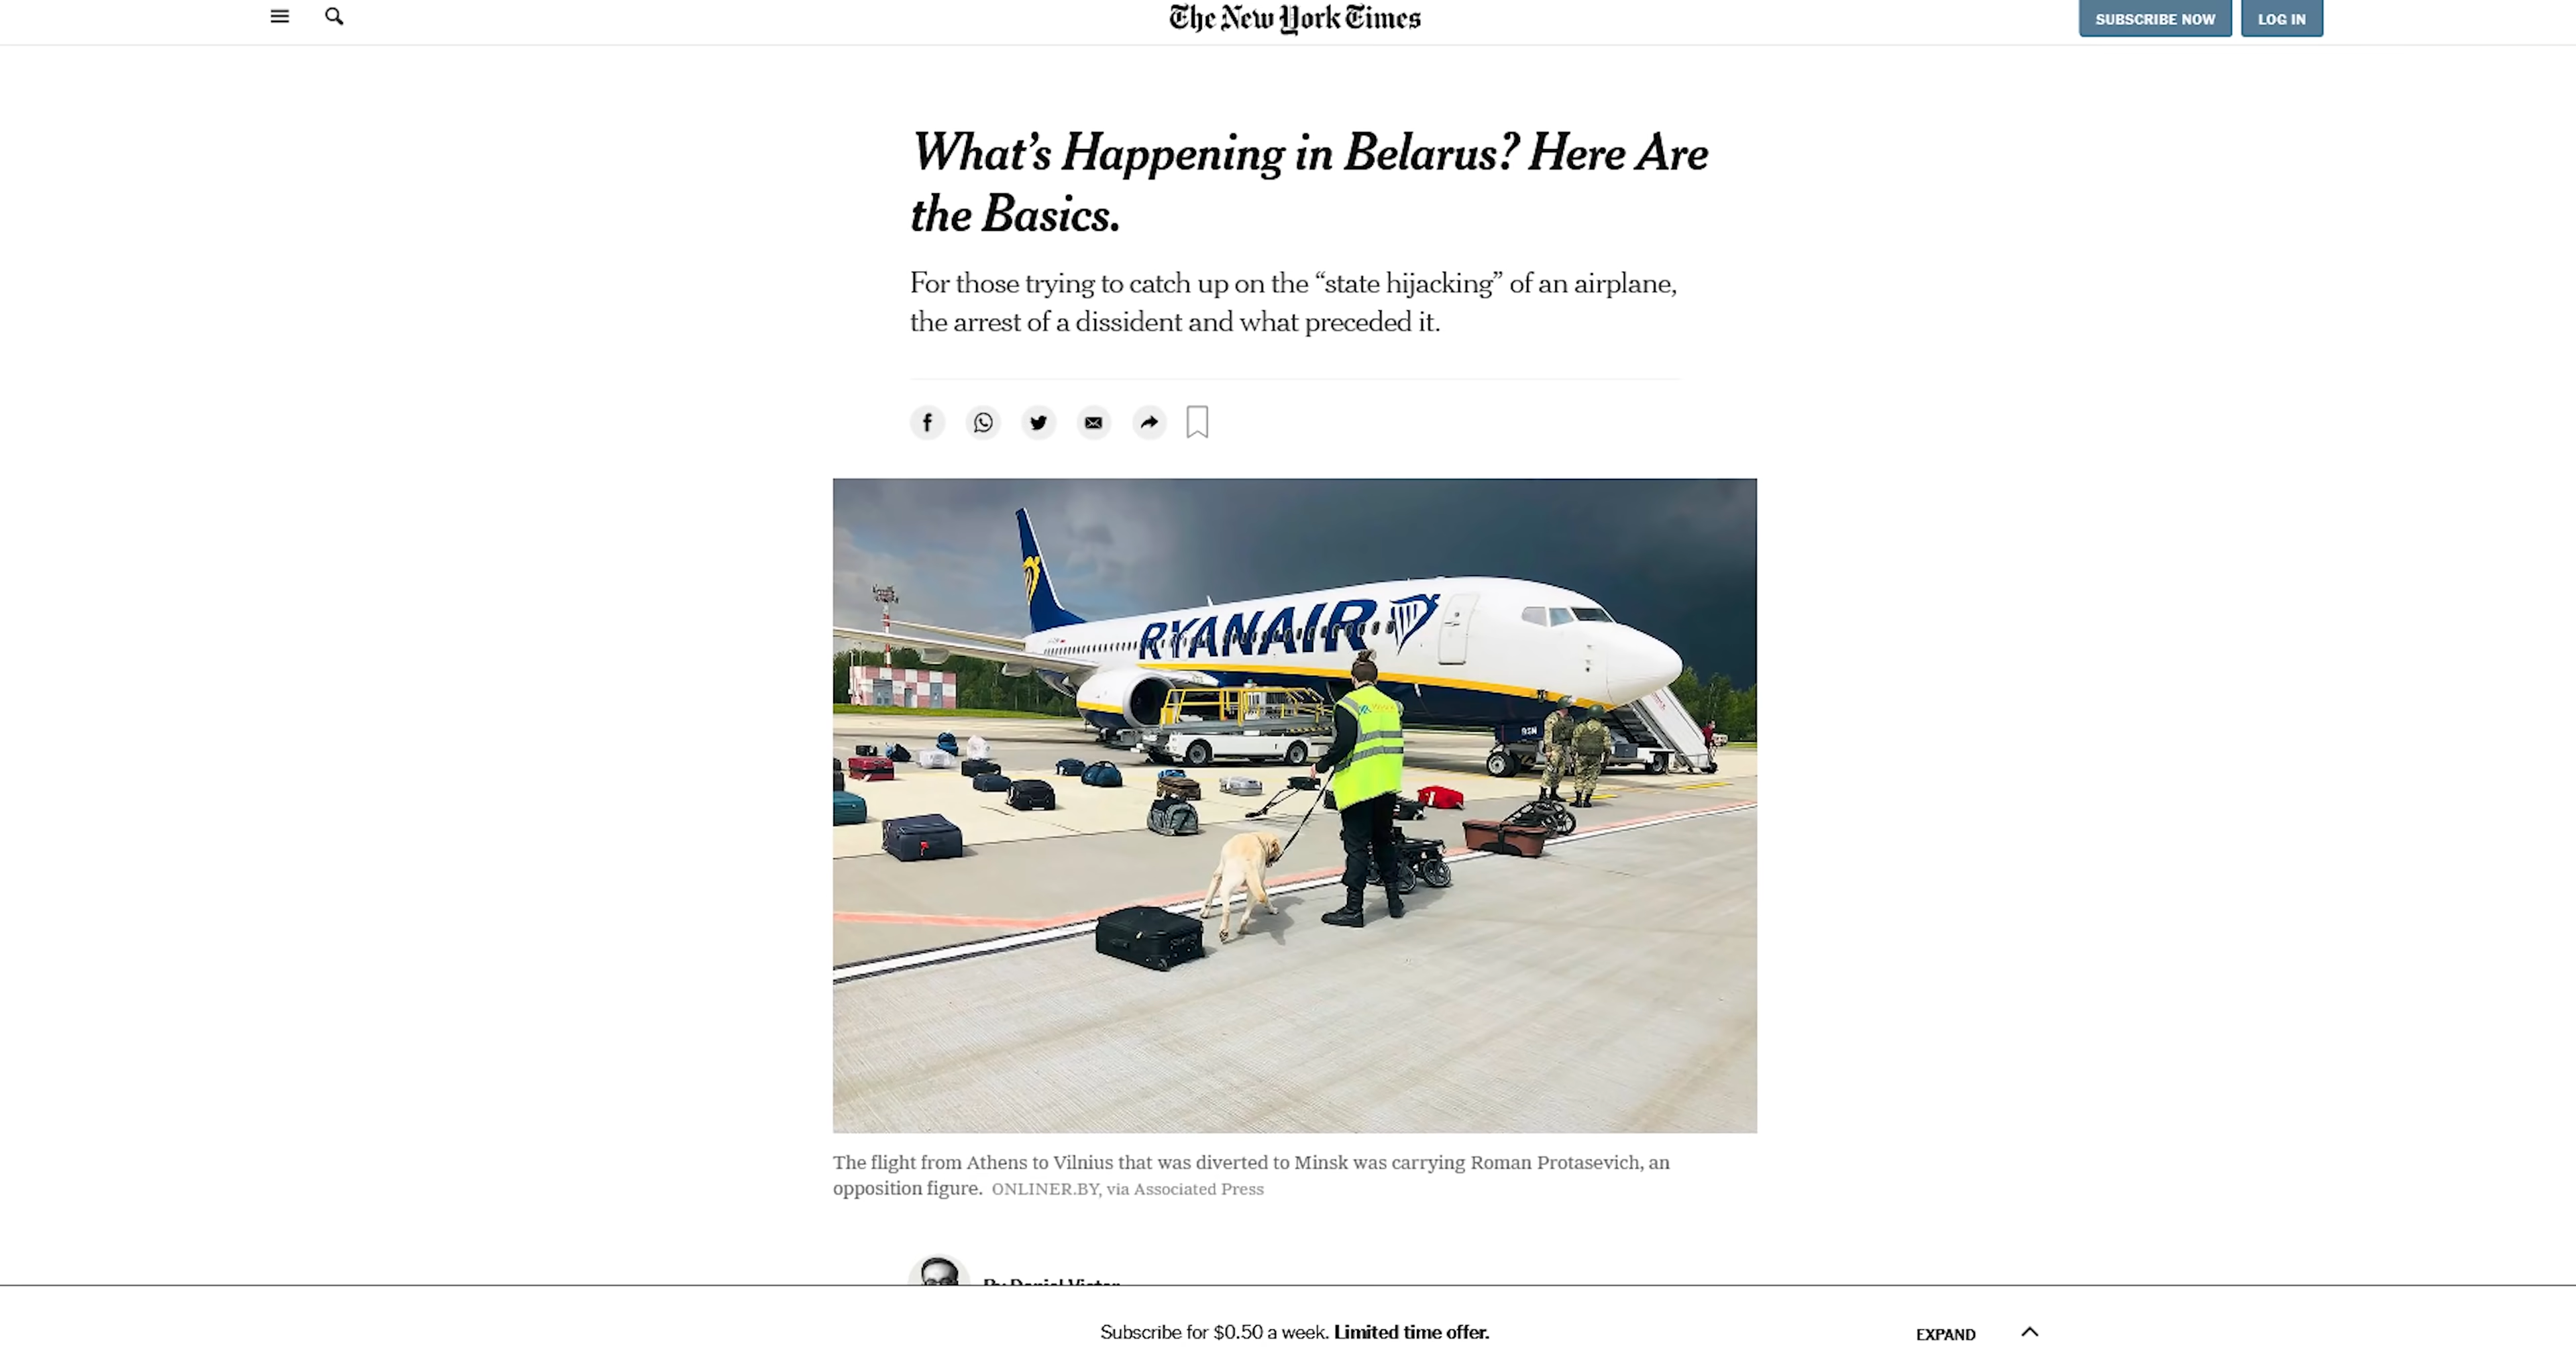 The New York Times
SUBSCRIBE NOW
LOG IN
What's Happening in Belarus? Here Are
the Basics.
For those trying to catch up on the “state hijacking” of an airplane,
the arrest of a dissident and what preceded it.
RYANAIR
The flight from Athens to Vilnius that was diverted to Minsk was carrying Roman Protasevich, an
opposition figure. ONLINER.BY, via Associated Press
By Daniel Victor
Subscribe for $0.50 a week. Limited time offer.
EXPAND